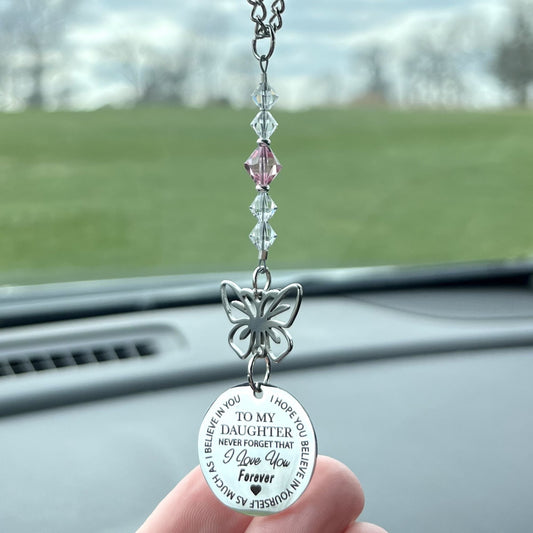 I HOPE YOU BELIEVE IN YOURSELF AS MUCH AS I BELIEVE IN YOU
TO MY
DAUGHTER
NEVER FORGET THAT
I Love You
Forever